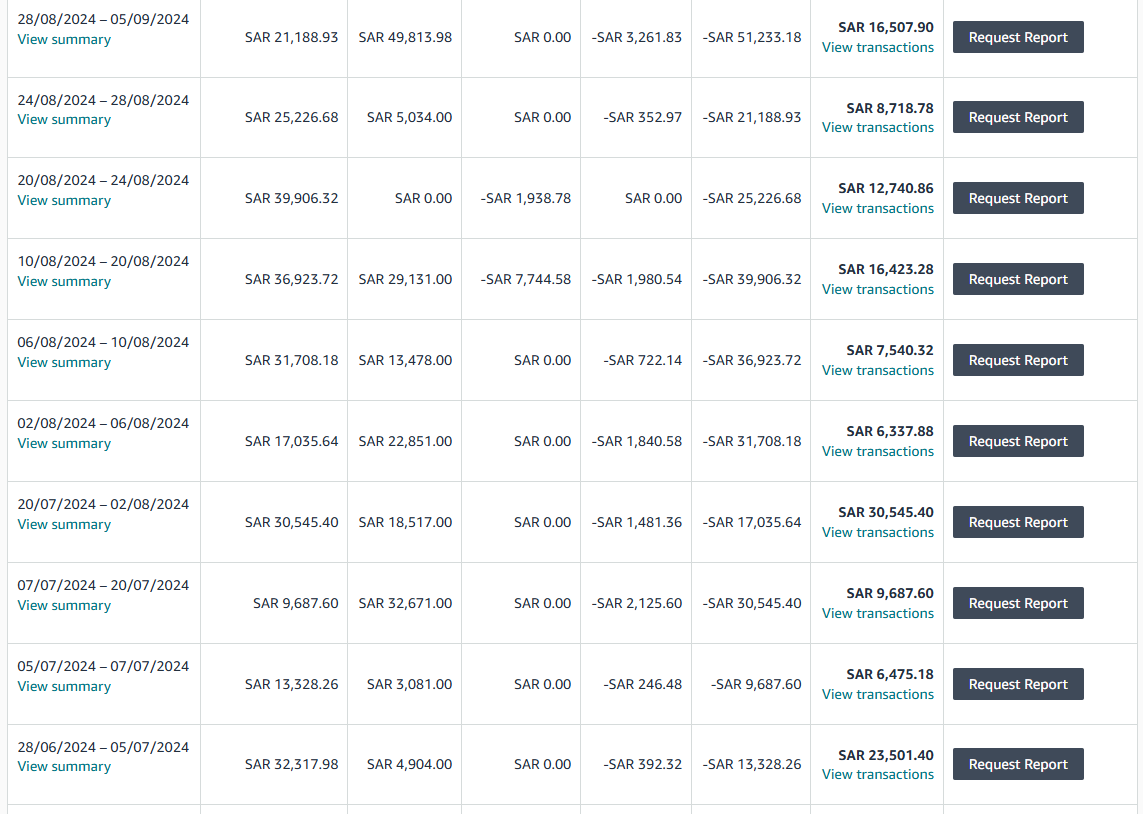 28/08/2024 – 05/09/2024
View summary
SAR 21,188.93 SAR 49,813.98 SAR 0.00 -SAR 3,261.83 -SAR 51,233.18
SAR 16,507.90
View transactions
Request Report
24/08/2024 – 28/08/2024
View summary
SAR 25,226.68 SAR 5,034.00 SAR 0.00 -SAR 352.97 -SAR 21,188.93
SAR 8,718.78
View transactions
Request Report
20/08/2024 – 24/08/2024
View summary
SAR 39,906.32 SAR 0.00 -SAR 1,938.78 SAR 0.00 -SAR 25,226.68
SAR 12,740.86
View transactions
Request Report
10/08/2024 – 20/08/2024
View summary
SAR 36,923.72 SAR 29,131.00 -SAR 7,744.58 -SAR 1,980.54 -SAR 39,906.32
SAR 16,423.28
View transactions
Request Report
06/08/2024 – 10/08/2024
View summary
SAR 31,708.18 SAR 13,478.00 SAR 0.00 -SAR 722.14 -SAR 36,923.72
SAR 7,540.32
View transactions
Request Report
02/08/2024 – 06/08/2024
View summary
SAR 17,035.64 SAR 22,851.00 SAR 0.00 -SAR 1,840.58 -SAR 31,708.18
SAR 6,337.88
View transactions
Request Report
20/07/2024 – 02/08/2024
View summary
SAR 30,545.40 SAR 18,517.00 SAR 0.00 -SAR 1,481.36 -SAR 17,035.64
SAR 30,545.40
View transactions
Request Report
07/07/2024 – 20/07/2024
View summary
SAR 9,687.60 SAR 32,671.00 SAR 0.00 -SAR 2,125.60 -SAR 30,545.40
SAR 9,687.60
View transactions
Request Report
05/07/2024 – 07/07/2024
View summary
SAR 13,328.26 SAR 3,081.00 SAR 0.00 -SAR 246.48 -SAR 9,687.60
SAR 6,475.18
View transactions
Request Report
28/06/2024 – 05/07/2024
View summary
SAR 32,317.98 SAR 4,904.00 SAR 0.00 -SAR 392.32 -SAR 13,328.26
SAR 23,501.40
View transactions
Request Report